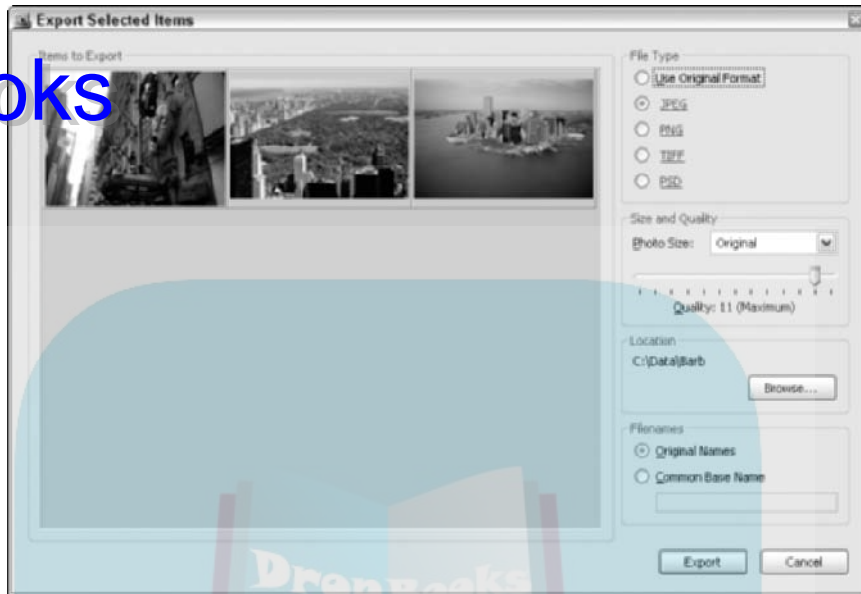 Export Selected Items
Items to Export
oks
File Type
Use Original Format
JPEG
PNG
TIFF
PSD
Size and Quality
Photo Size: Original
Quality: 11 (Maximum)
Location
C:\Data\Barb
Browse...
Filenames
Original Names
Common Base Name
DropBooks
Export Cancel